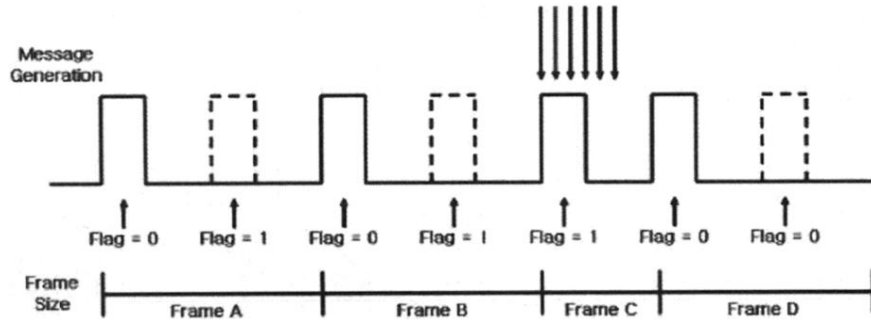 Message
Generation
Flag = 0 Flag = 1 Flag = 0 Flag = I Flag = 1 Flag = 0 Flag = 0
Frame
Size
Frame A Frame B Frame C Frame D